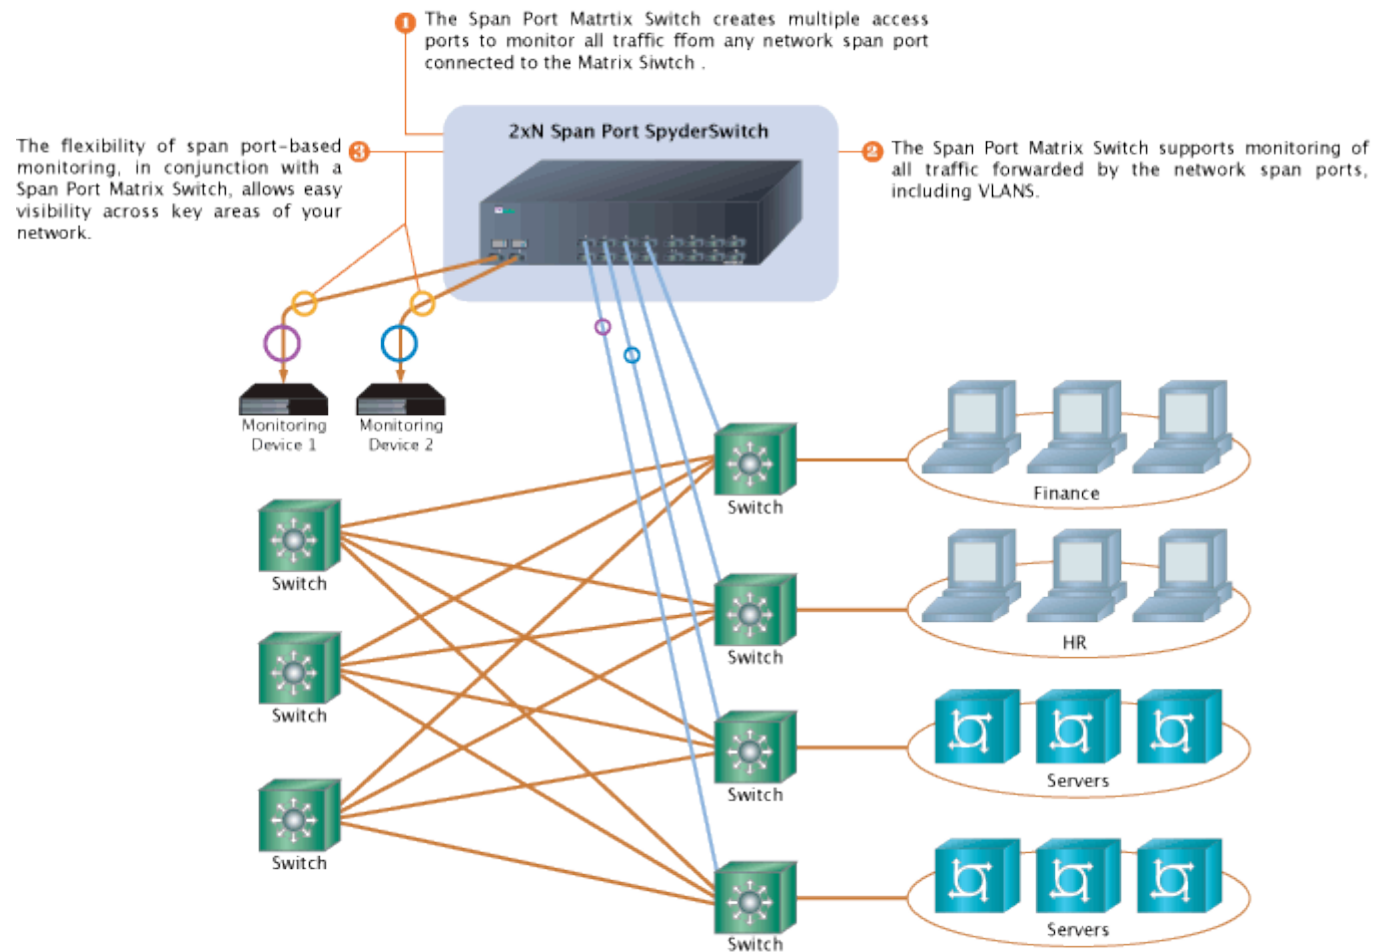 1 The Span Port Matrtix Switch creates multiple access
ports to monitor all traffic ffom any network span port
connected to the Matrix Siwtch .
2xN Span Port SpyderSwitch
The flexibility of span port-based
monitoring, in conjunction with a
Span Port Matrix Switch, allows easy
visibility across key areas of your
network.
3
2 The Span Port Matrix Switch supports monitoring of
all traffic forwarded by the network span ports,
including VLANS.
Monitoring
Device 1
Monitoring
Device 2
Switch
Finance
Switch
Switch
HR
Switch
Switch
Servers
Switch
Switch
Servers